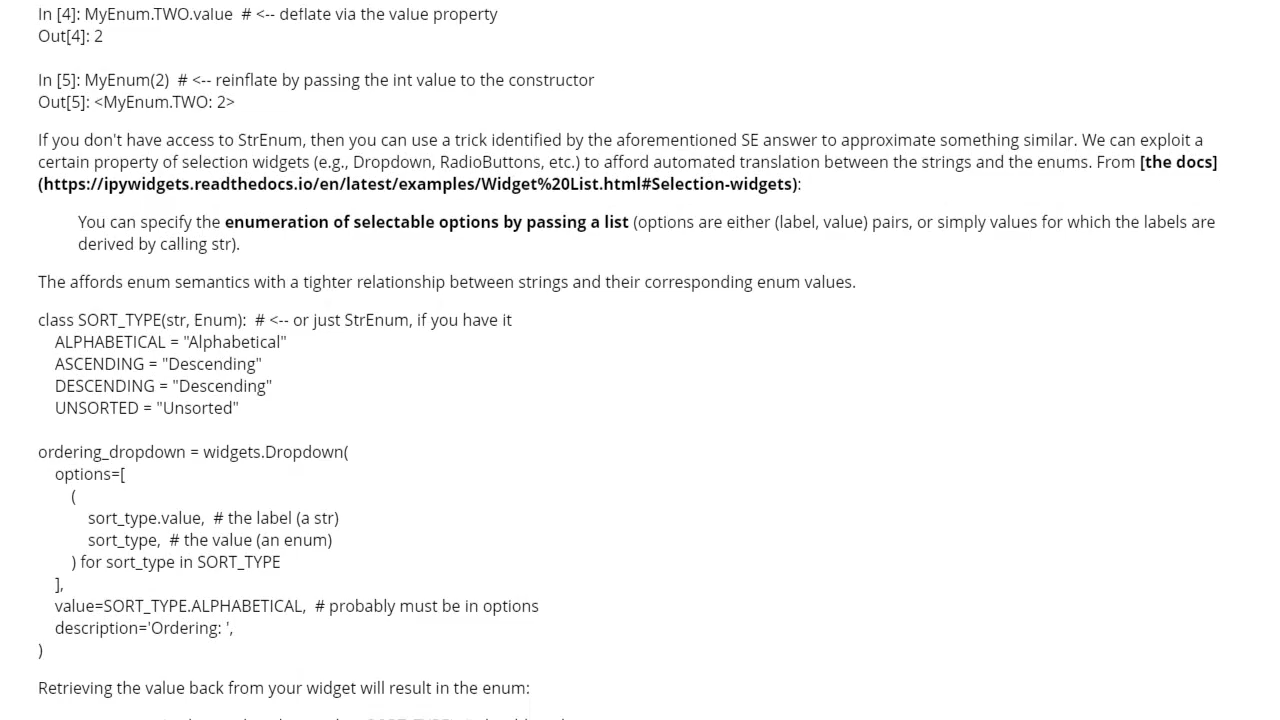 In [4]: MyEnum.TWO.value  # <-- deflate via the value property
Out[4]: 2
In [5]: MyEnum(2)  # <-- reinflate by passing the int value to the constructor
Out[5]: <MyEnum.TWO: 2>
If you don't have access to StrEnum, then you can use a trick identified by the aforementioned SE answer to approximate something similar. We can exploit a
certain property of selection widgets (e.g., Dropdown, RadioButtons, etc.) to afford automated translation between the strings and the enums. From [the docs]
(https://ipywidgets.readthedocs.io/en/latest/examples/Widget%20List.html#Selection-widgets):
You can specify the enumeration of selectable options by passing a list (options are either (label, value) pairs, or simply values for which the labels are
derived by calling str).
The affords enum semantics with a tighter relationship between strings and their corresponding enum values.
class SORT_TYPE(str, Enum):  # <-- or just StrEnum, if you have it
ALPHABETICAL = "Alphabetical"
ASCENDING = "Descending"
DESCENDING = "Descending"
UNSORTED = "Unsorted"
ordering_dropdown = widgets.Dropdown(
options=[
(
sort_type.value,  # the label (a str)
sort_type,  # the value (an enum)
) for sort_type in SORT_TYPE
],
value=SORT_TYPE.ALPHABETICAL,  # probably must be in options
description='Ordering: ',
)
Retrieving the value back from your widget will result in the enum: